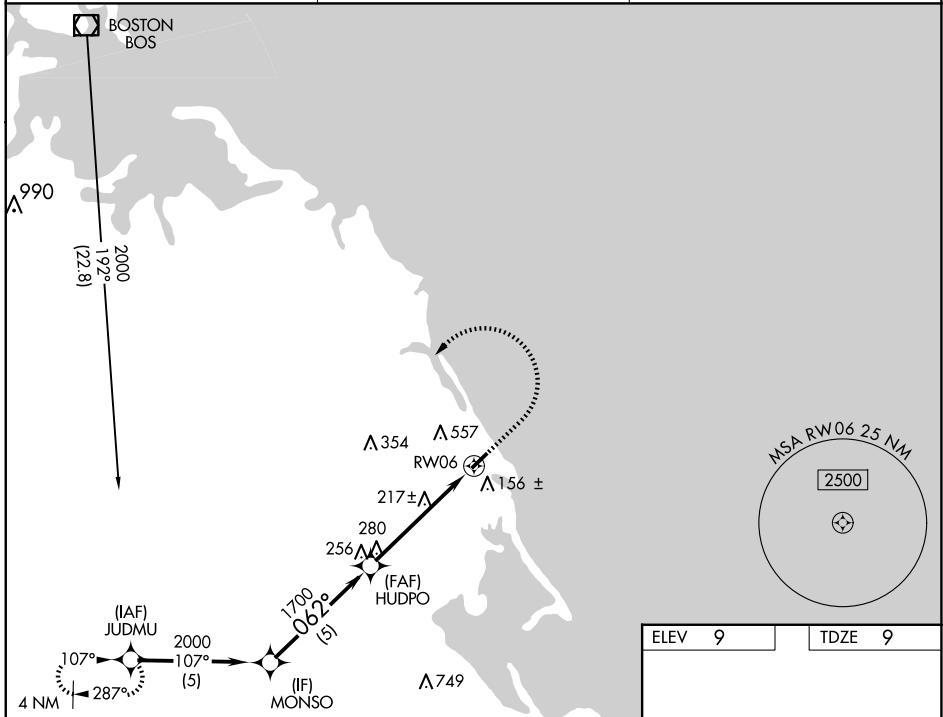 BOSTON
BOS
990
2000
192°
(22.8)
354
557
RW06
156 ±
217±
280
256
(FAF)
HUDPO
1700
062°
(5)
(IAF)
JUDMU
2000
107°
107°
(5)
287°
4 NM
(IF)
MONSO
749
MSA RW06 25 NM
2500
ELEV 9
TDZE 9